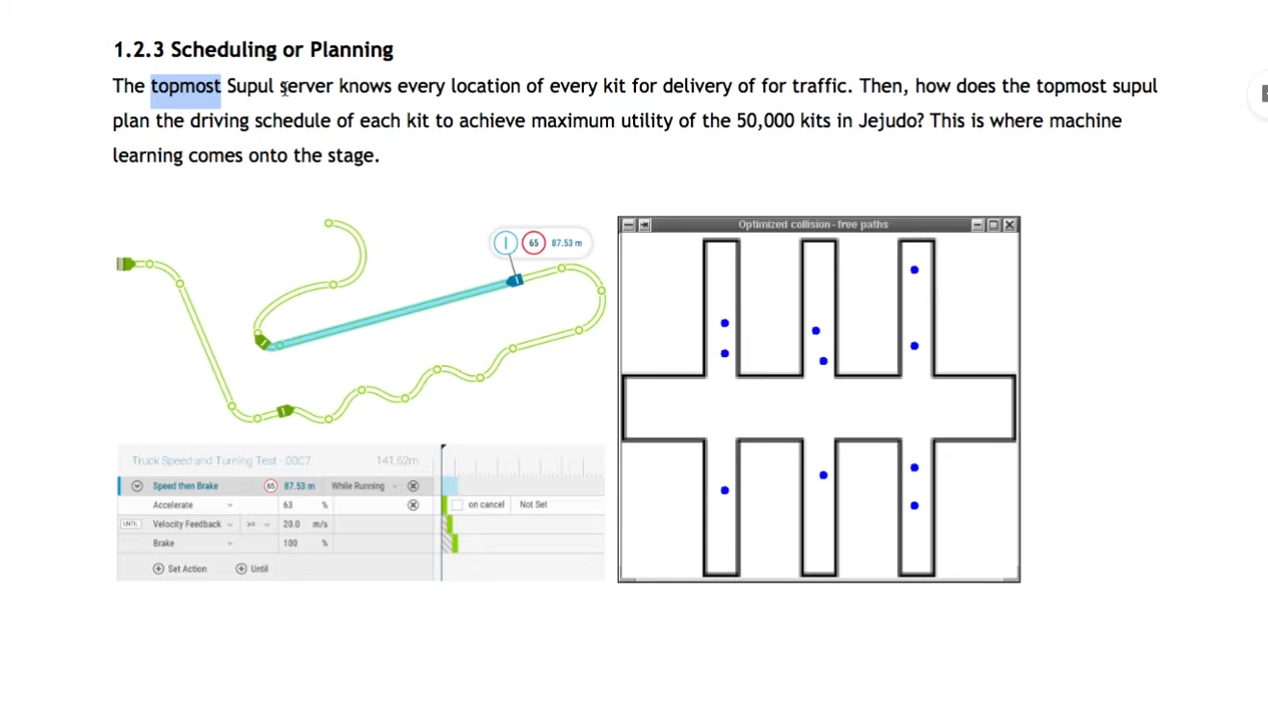 1.2.3 Scheduling or Planning
The topmost Supul server knows every location of every kit for delivery of for traffic. Then, how does the topmost supul
plan the driving schedule of each kit to achieve maximum utility of the 50,000 kits in Jejudo? This is where machine
learning comes onto the stage.
65 87.53 m
Optimized collision-free paths
Truck Speed and Turning Test - 0007 141.52m
Speed then Brake 65 87.53 m While Running
Accelerate 63 % on cancel Not Set
UNTIL Velocity Feedback >= 20.0 m/s
Brake 100 %
Set Action Until